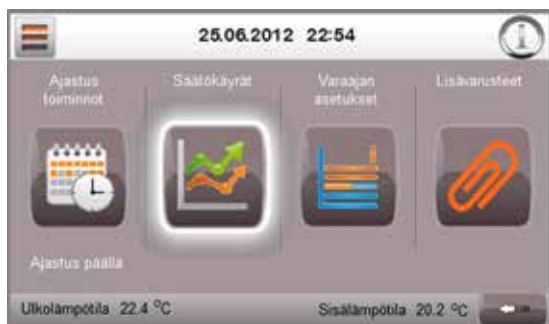 25.06.2012 22:54
Ajastus
toiminnot
Säätökäyrät
Varaajan
asetukset
Lisävarusteet
Ajastus päällä
Ulkolämpötila 22.4 °C
Sisälämpötila 20.2 °C